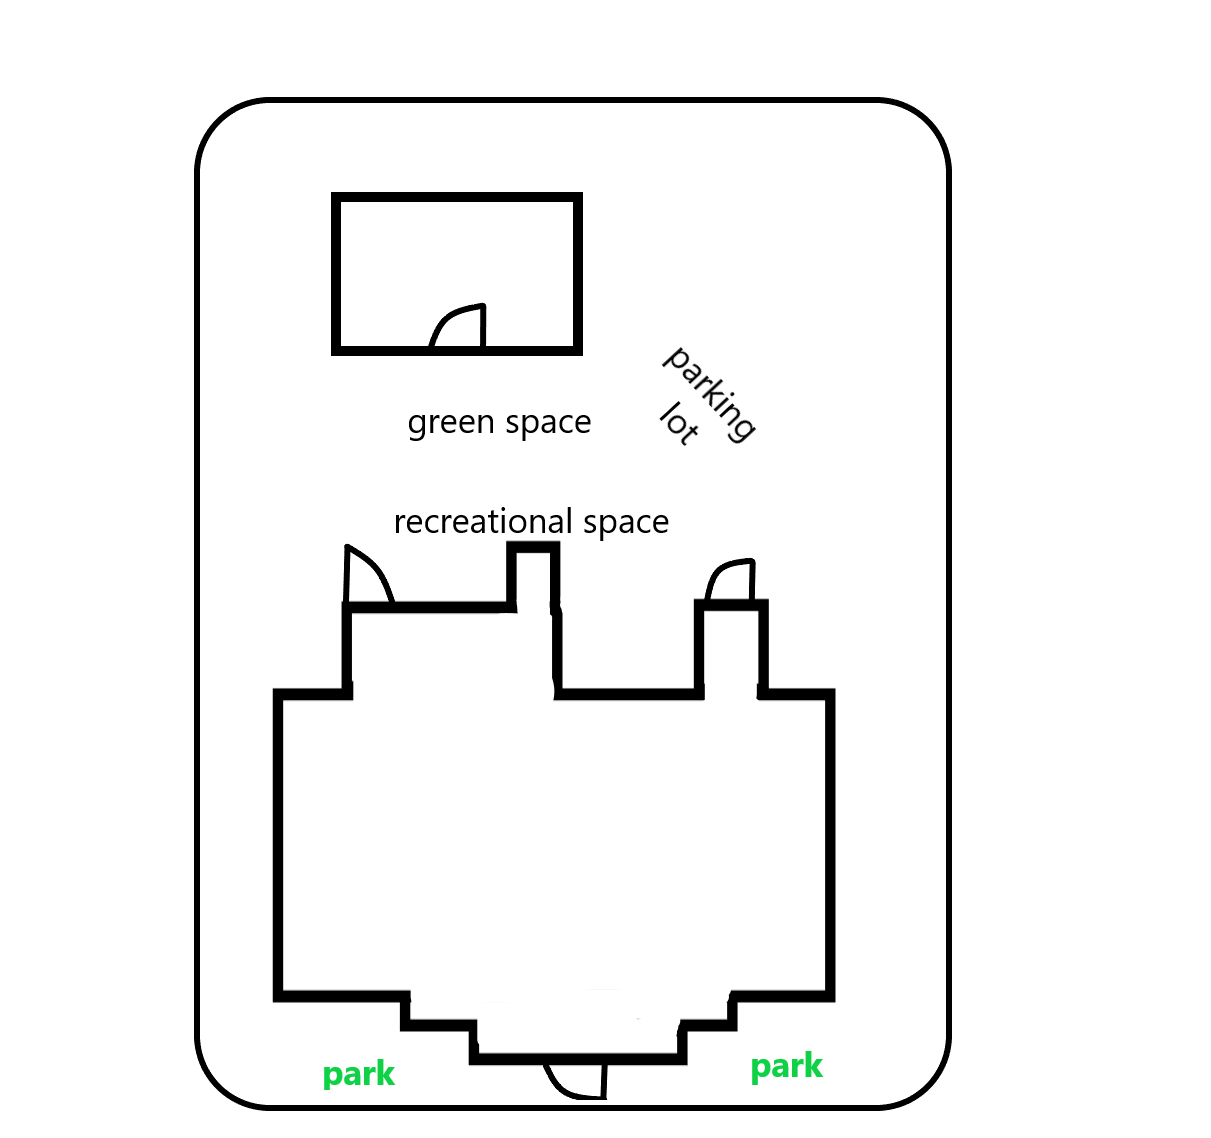 parking
lot
green space
recreational space
park
park